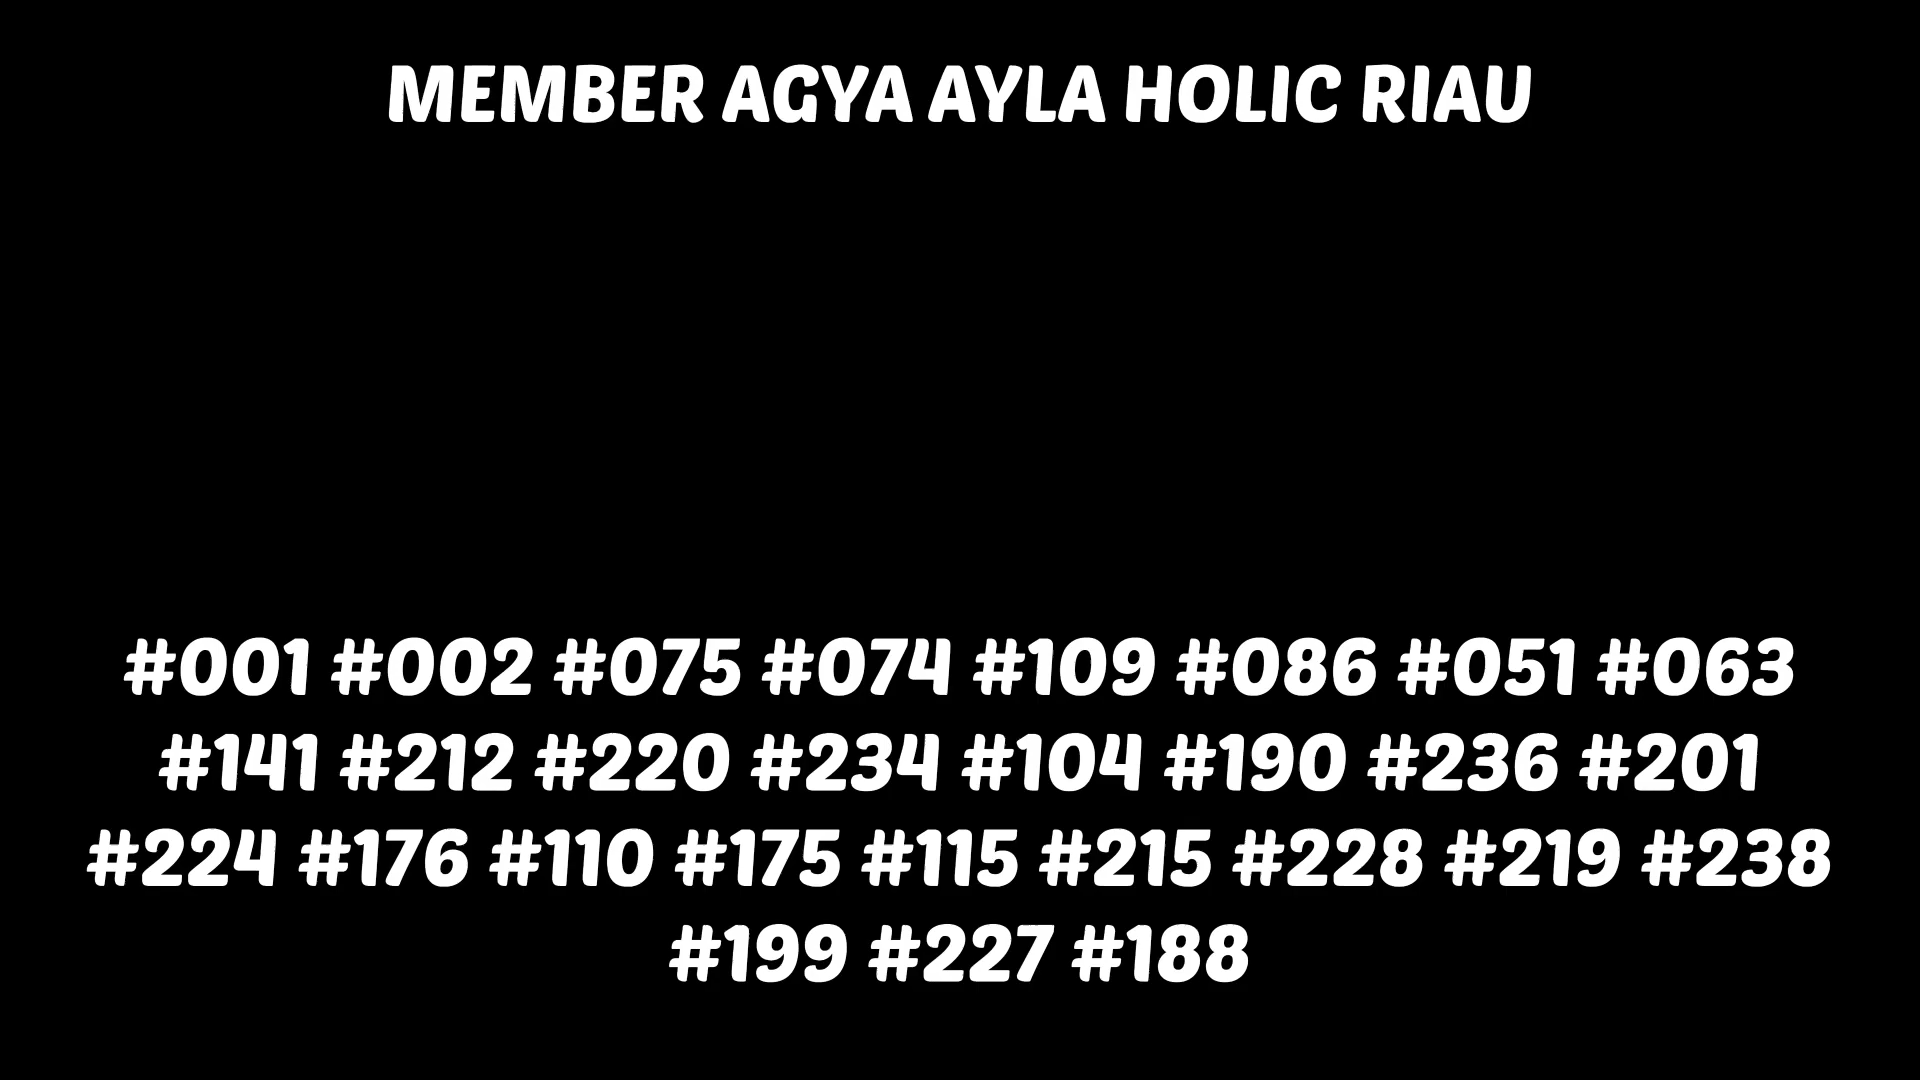 MEMBER AGYA AYLA HOLIC RIAU
#001 #002 #075 #074 #109 #086 #051 #063
#141 #212 #220 #234 #104 #190 #236 #201
#224 #176 #110 #175 #115 #215 #228 #219 #238
#199 #227 #188